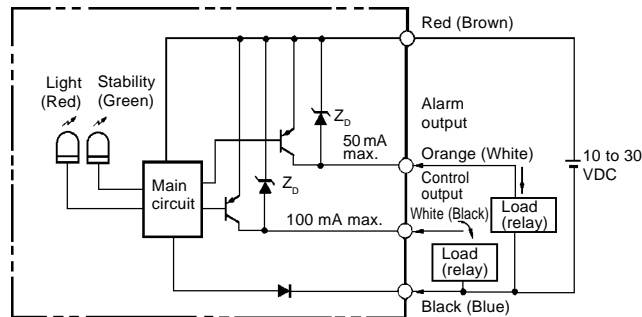 Red (Brown)
Light
(Red)
Stability
(Green)
Z_D
Alarm
output
50 mA
max.
Orange (White)
10 to 30
VDC
Main
circuit
Z_D
Control
output
White (Black)
Load
(relay)
100 mA max.
Load
(relay)
Black (Blue)